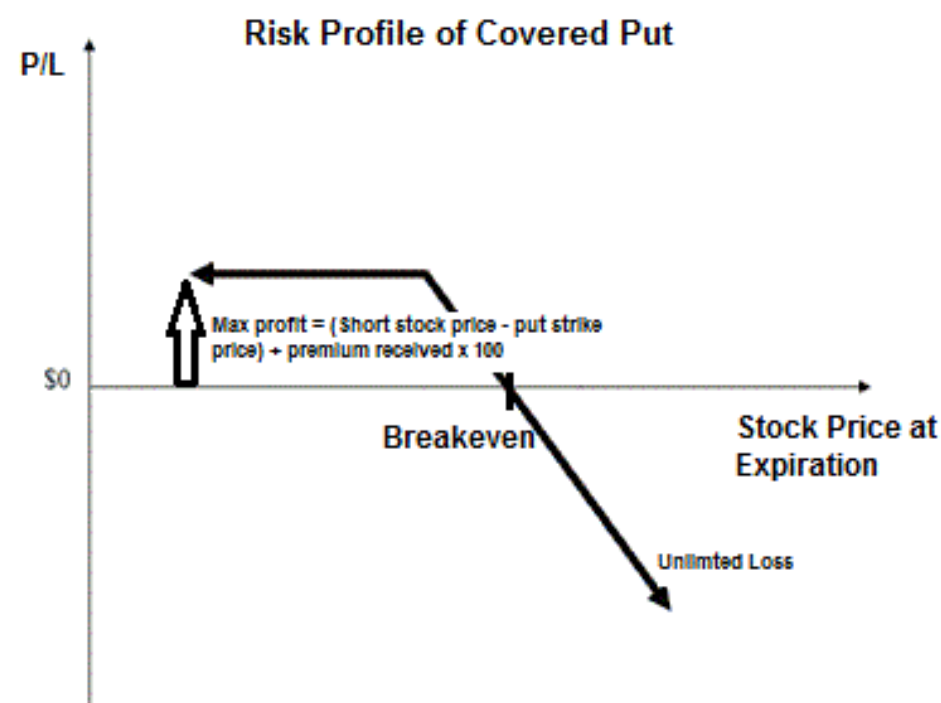 Risk Profile of Covered Put
P/L
Max profit = (Short stock price - put strike
price) + premium received x 100
$0
Breakeven
Stock Price at
Expiration
Unlimted Loss